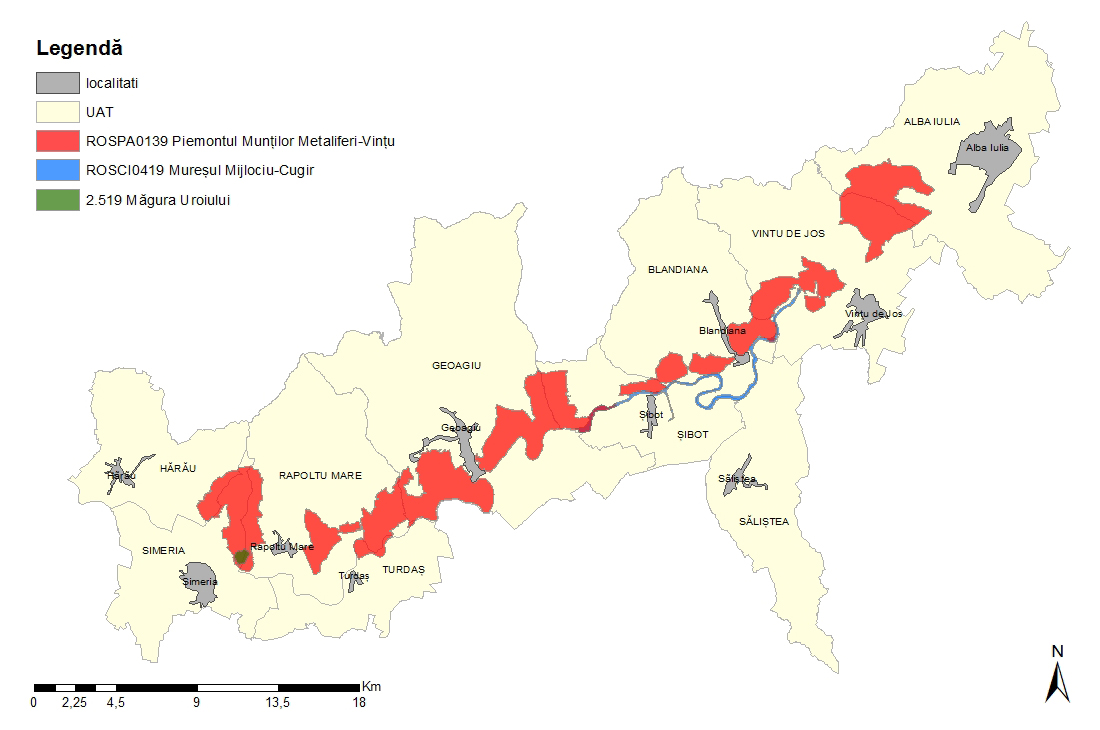 Legendă
localitati
UAT
ROSPA0139 Piemontul Munților Metaliferi-Vințu
ROSCI0419 Mureșul Mijlociu-Cugir
2.519 Măgura Uroiului
ALBA IULIA
Alba Iulia
VINTU DE JOS
BLANDIANA
Vintu de Jos
Blandiana
GEOAGIU
Șibot
Geoagiu
ȘIBOT
HĂRĂU
Hărău
RAPOLTU MARE
Săliștea
SĂLIȘTEA
SIMERIA
Rapoltu Mare
TURDAȘ
Turdaș
Simeria
N
Km
0 2,25 4,5 9 13,5 18